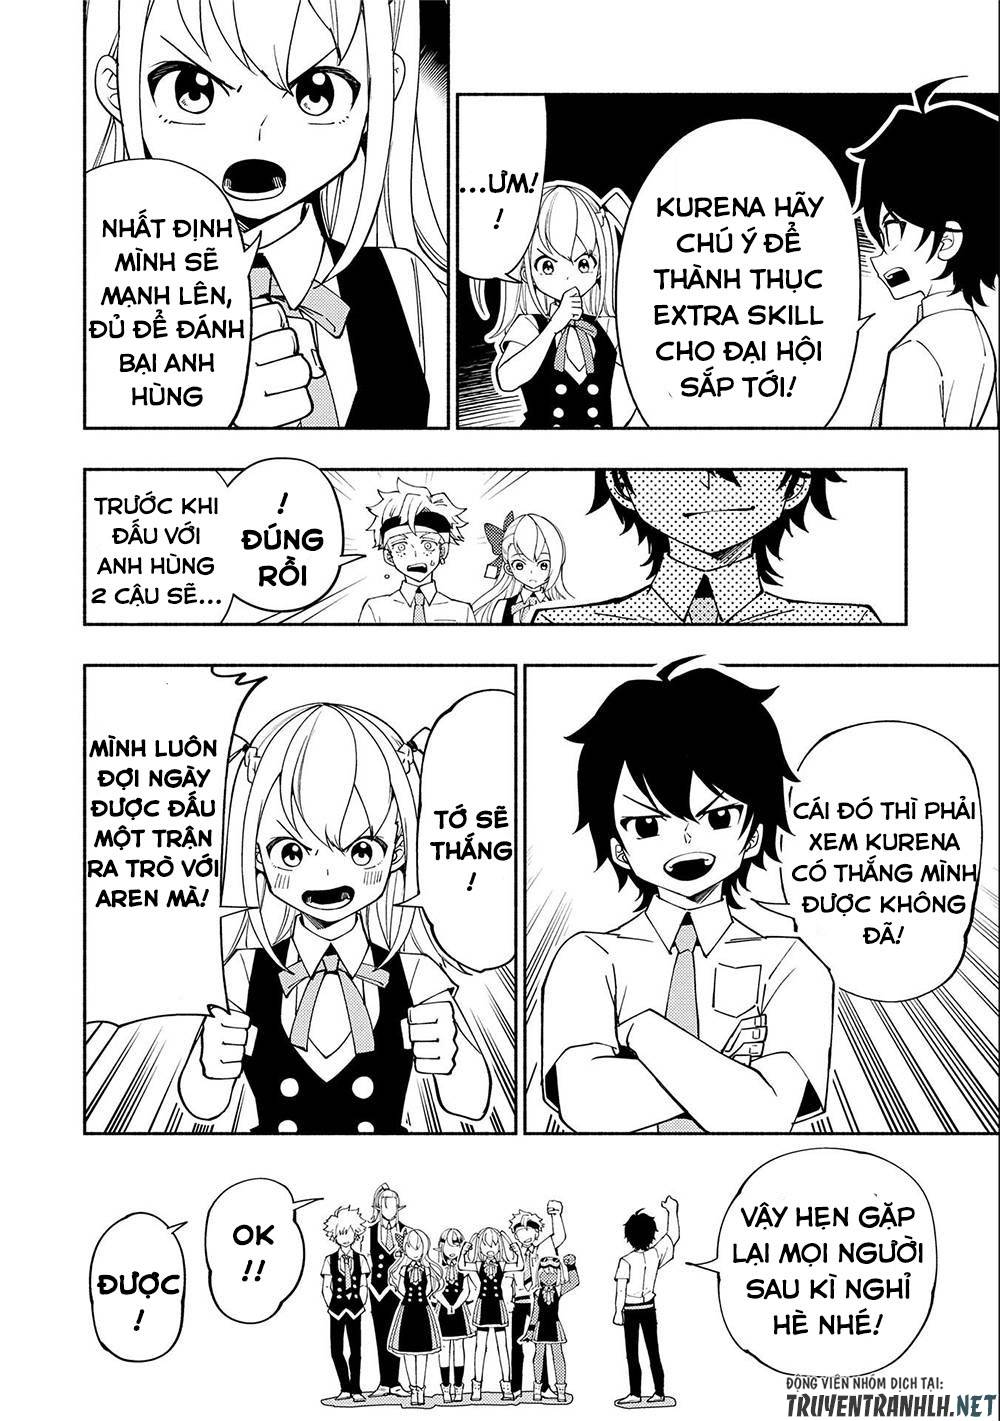 KURENA HÃY
CHÚ Ý ĐỂ
THÀNH THỤC
EXTRA SKILL
CHO ĐẠI HỘI
SẮP TỚI!
...ƯM!
!
NHẤT ĐỊNH
MÌNH SẼ
MẠNH LÊN,
ĐỦ ĐỂ ĐÁNH
BẠI ANH
HÙNG
!
ĐÚNG
RỒI
TRƯỚC KHI
ĐẤU VỚI
ANH HÙNG
2 CẬU SẼ...
CÁI ĐÓ THÌ PHẢI
XEM KURENA
CÓ THẮNG MÌNH
ĐƯỢC KHÔNG
ĐÃ!
TỚ SẼ
THẮNG
!
MÌNH LUÔN
ĐỢI NGÀY
ĐƯỢC ĐẤU
MỘT TRẬN
RA TRÒ VỚI
AREN MÀ!
VẬY HẸN GẶP
LẠI MỌI NGƯỜI
SAU KÌ NGHỈ
HÈ NHÉ!
OK
!!
ĐƯỢC
!
ĐỘNG VIÊN NHÓM DỊCH TẠI:
TRUYENTRANHLH.NET